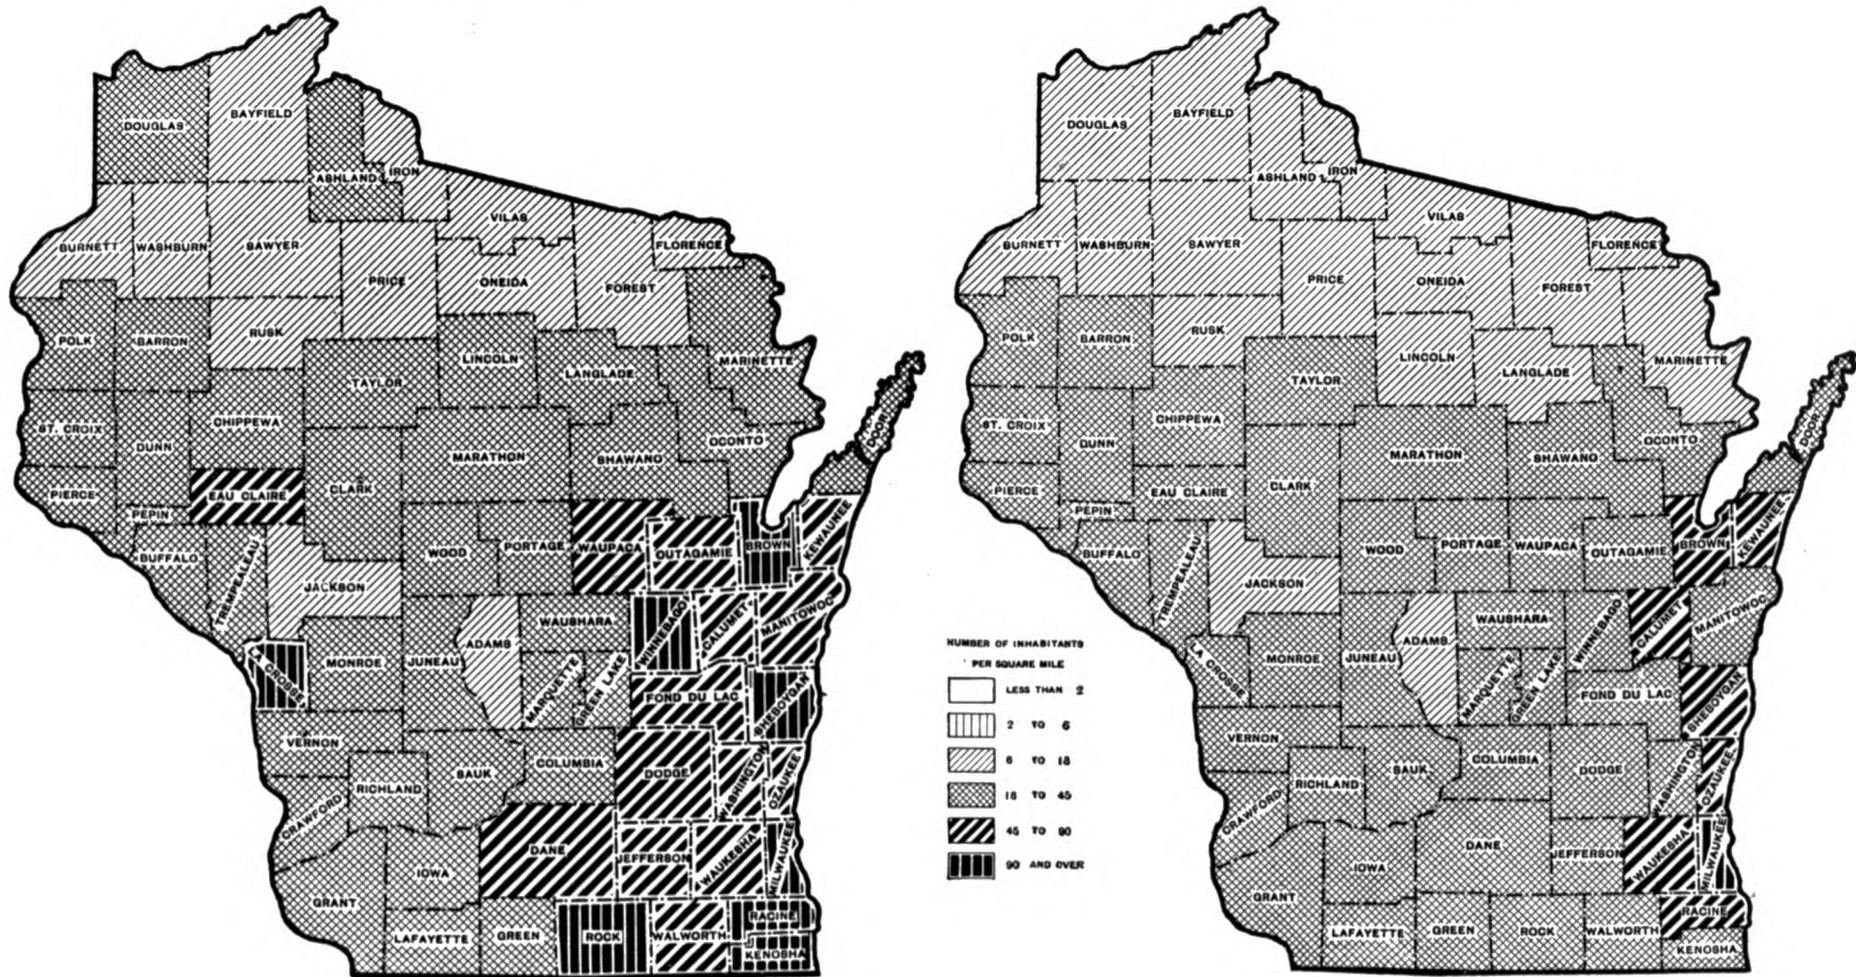 BAYFIELD
DOUGLAS
ASHLAND
IRON
VILAS
BURNETT
WASHBURN
SAWYER
FLORENCE
PRICE
ONEIDA
FOREST
RUSK
POLK
BARRON
LINCOLN
MARINETTE
LANGLADE
TAYLOR
CHIPPEWA
ST. CROIX
DUNN
OCONTO
DOOR
MARATHON
SHAWANO
CLARK
EAU CLAIRE
PIERCE
PEPIN
BUFFALO
TREMPEALEAU
WOOD
PORTAGE
WAUPACA
OUTAGAMIE
BROWN
KEWAUNEE
JACKSON
WAUSHARA
WINNEBAGO
CALUMET
MANITOWOC
ADAMS
JUNEAU
MONROE
LA CROSSE
MARQUETTE
GREEN LAKE
FOND DU LAC
SHEBOYGAN
VERNON
COLUMBIA
SAUK
DODGE
WASHINGTON
OZAUKEE
RICHLAND
CRAWFORD
DANE
JEFFERSON
WAUKESHA
MILWAUKEE
IOWA
GRANT
LAFAYETTE
GREEN
ROCK
WALWORTH
RACINE
KENOSHA
NUMBER OF INHABITANTS
PER SQUARE MILE
LESS THAN 2
2 TO 6
6 TO 18
18 TO 45
45 TO 90
90 AND OVER
BAYFIELD
DOUGLAS
ASHLAND
IRON
VILAS
BURNETT
WASHBURN
SAWYER
FLORENCE
PRICE
ONEIDA
FOREST
RUSK
POLK
BARRON
LINCOLN
MARINETTE
LANGLADE
TAYLOR
CHIPPEWA
ST. CROIX
DUNN
OCONTO
DOOR
MARATHON
SHAWANO
CLARK
EAU CLAIRE
PIERCE
PEPIN
BUFFALO
TREMPEALEAU
WOOD
PORTAGE
WAUPACA
OUTAGAMIE
BROWN
KEWAUNEE
JACKSON
WAUSHARA
WINNEBAGO
CALUMET
MANITOWOC
ADAMS
JUNEAU
MONROE
LA CROSSE
MARQUETTE
GREEN LAKE
FOND DU LAC
SHEBOYGAN
VERNON
COLUMBIA
SAUK
DODGE
WASHINGTON
OZAUKEE
RICHLAND
CRAWFORD
DANE
JEFFERSON
WAUKESHA
MILWAUKEE
IOWA
GRANT
LAFAYETTE
GREEN
ROCK
WALWORTH
RACINE
KENOSHA